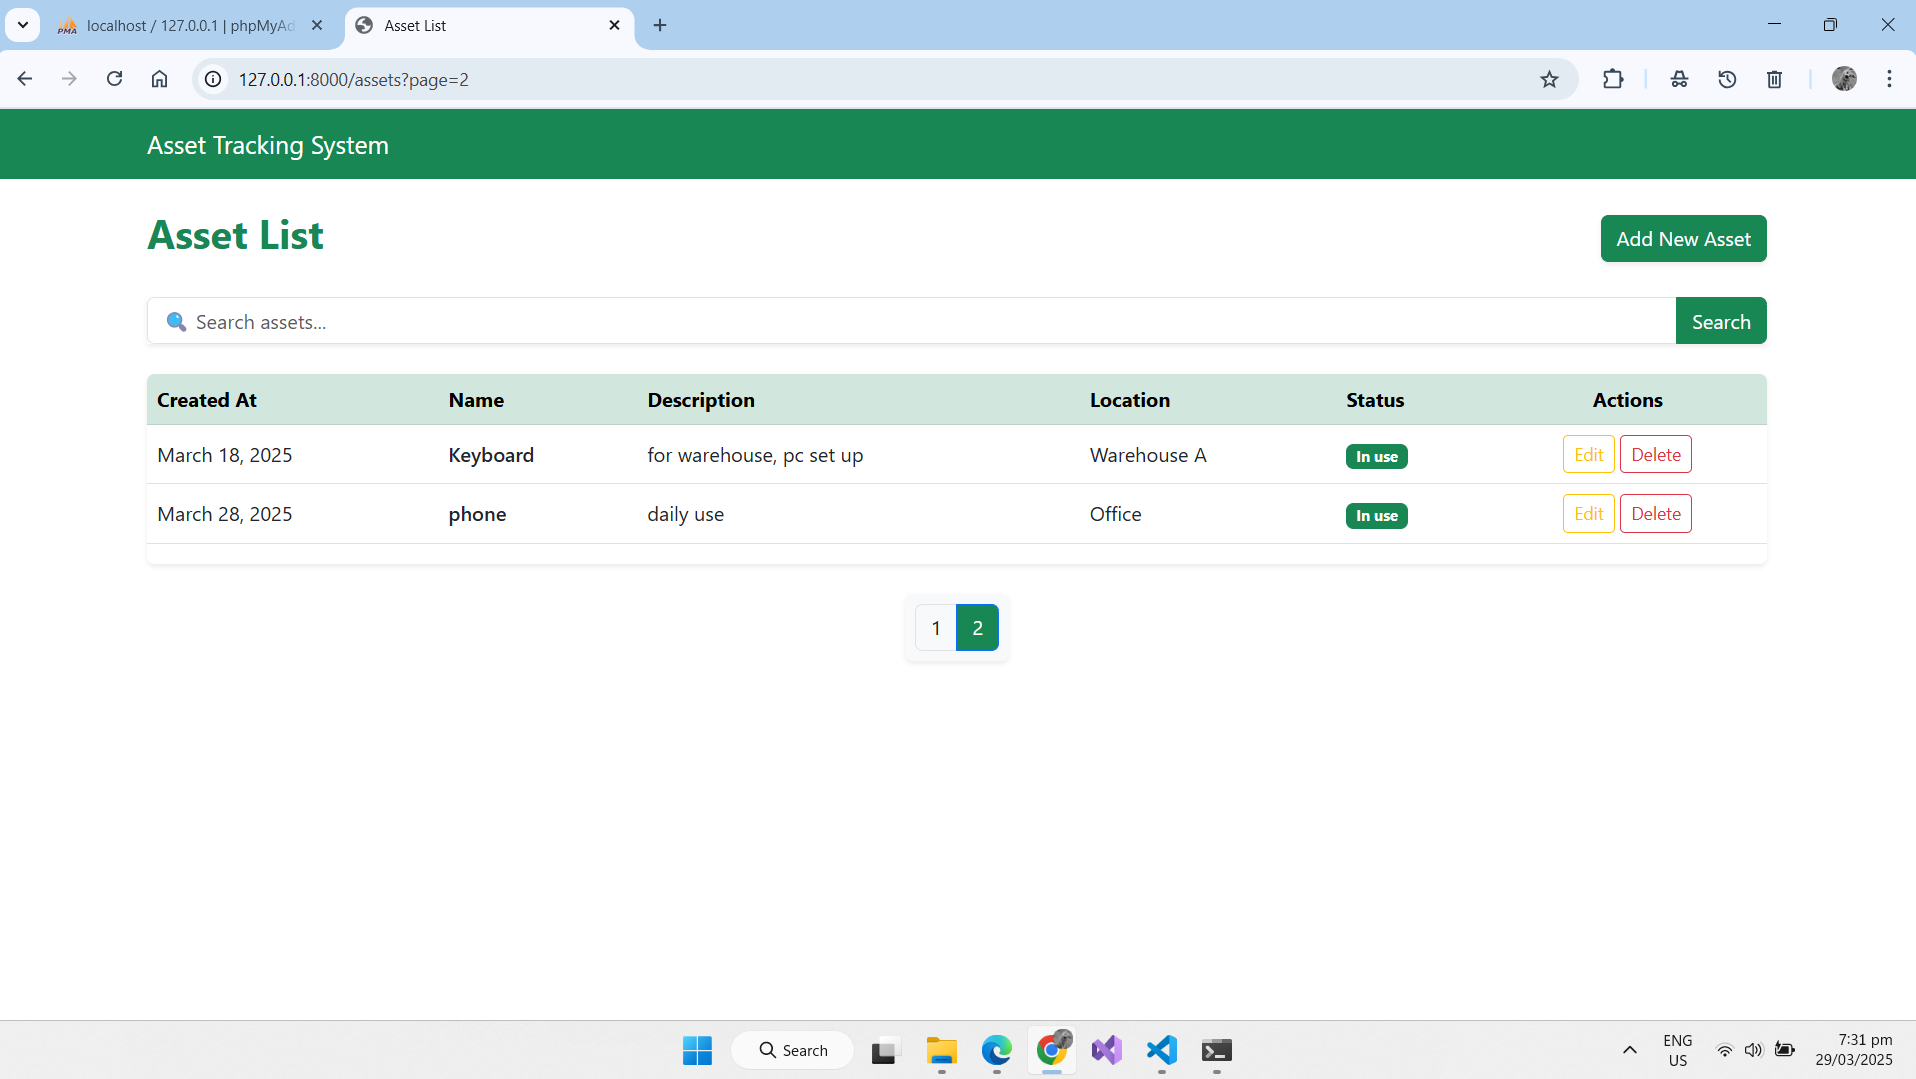 localhost / 127.0.0.1 | phpMyAd
Asset List
127.0.0.1:8000/assets?page=2
Asset Tracking System
Asset List
Add New Asset
Search assets...
Search
Created At Name Description Location Status Actions
March 18, 2025 Keyboard for warehouse, pc set up Warehouse A In use Edit Delete
March 28, 2025 phone daily use Office In use Edit Delete
1 2
Search
ENG
US
7:31 pm
29/03/2025